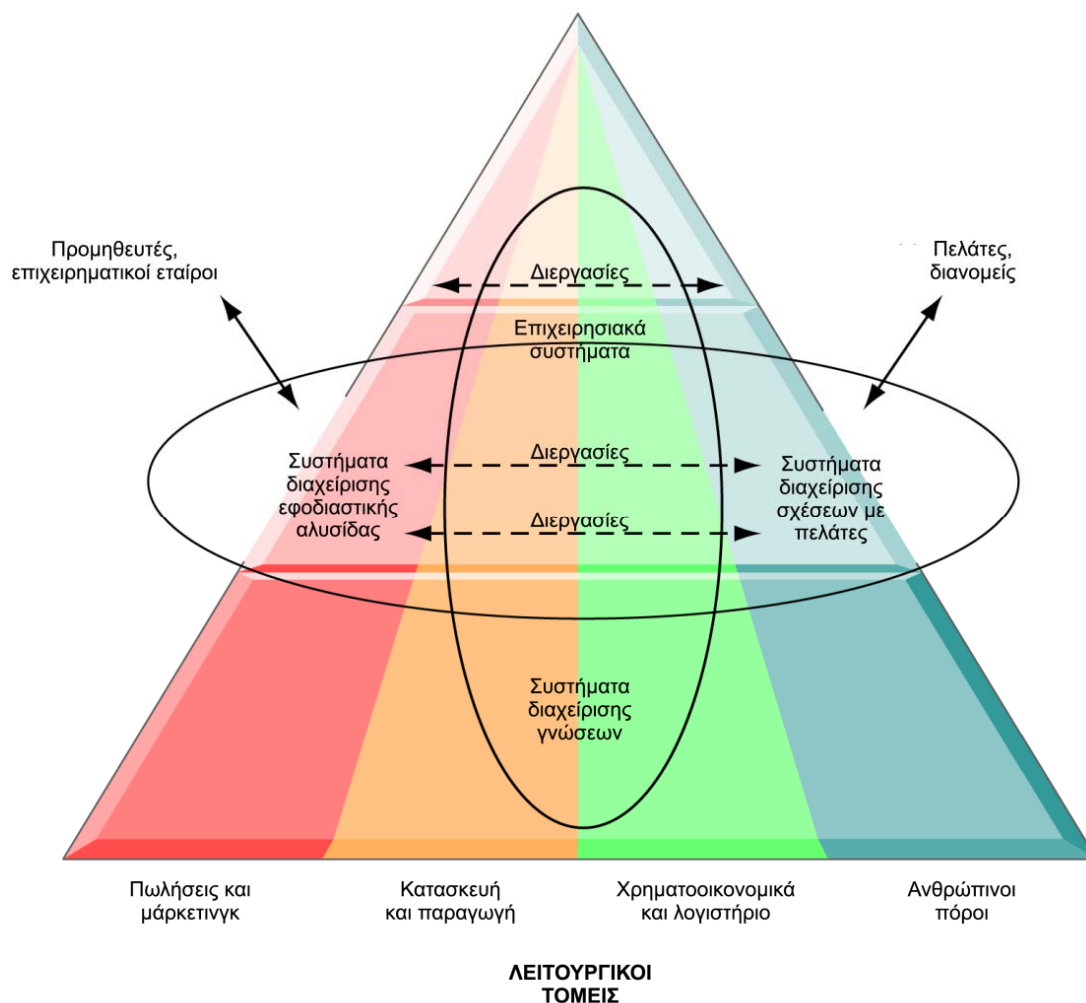 Προμηθευτές,
επιχειρηματικοί εταίροι
Πελάτες,
διανομείς
Διεργασίες
Επιχειρησιακά
συστήματα
Συστήματα
διαχείρισης
εφοδιαστικής
αλυσίδας
Διεργασίες
Διεργασίες
Συστήματα
διαχείρισης
σχέσεων με
πελάτες
Συστήματα
διαχείρισης
γνώσεων
Πωλήσεις και
μάρκετινγκ
Κατασκευή
και παραγωγή
Χρηματοοικονομικά
και λογιστήριο
Ανθρώπινοι
πόροι
ΛΕΙΤΟΥΡΓΙΚΟΙ
ΤΟΜΕΙΣ